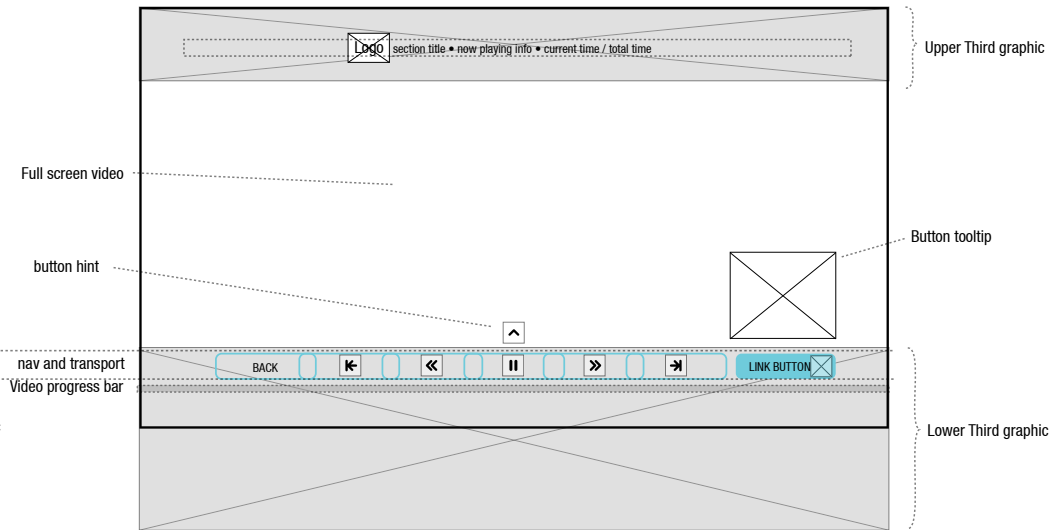 Logo section title • now playing info • current time / total time
Upper Third graphic
Full screen video
Button tooltip
button hint
nav and transport
BACK
LINK BUTTON
Video progress bar
Lower Third graphic